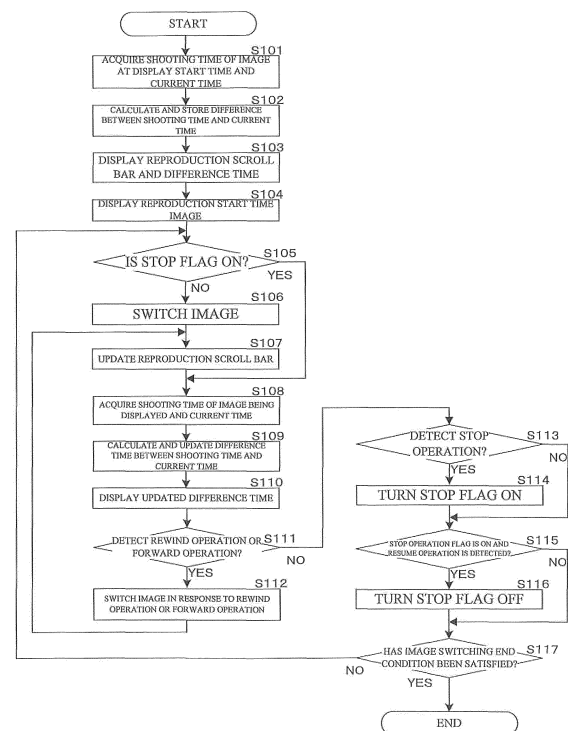 START
S101
ACQUIRE SHOOTING TIME OF IMAGE
AT DISPLAY START TIME AND
CURRENT TIME
S102
CALCULATE AND STORE DIFFERENCE
BETWEEN SHOOTING TIME AND CURRENT
TIME
S103
DISPLAY REPRODUCTION SCROLL
BAR AND DIFFERENCE TIME
S104
DISPLAY REPRODUCTION START TIME
IMAGE
S105
IS STOP FLAG ON?
YES
NO
S106
SWITCH IMAGE
S107
UPDATE REPRODUCTION SCROLL BAR
S108
ACQUIRE SHOOTING TIME OF IMAGE BEING
DISPLAYED AND CURRENT TIME
S109
CALCULATE AND UPDATE DIFFERENCE
TIME BETWEEN SHOOTING TIME AND
CURRENT TIME
S110
DISPLAY UPDATED DIFFERENCE TIME
S111
DETECT REWIND OPERATION OR
FORWARD OPERATION?
NO
YES
S112
SWITCH IMAGE IN RESPONSE TO REWIND
OPERATION OR FORWARD OPERATION
S113
DETECT STOP
OPERATION?
NO
YES
S114
TURN STOP FLAG ON
S115
STOP OPERATION FLAG IS ON AND
RESUME OPERATION IS DETECTED?
NO
YES
S116
TURN STOP FLAG OFF
S117
HAS IMAGE SWITCHING END
CONDITION BEEN SATISFIED?
NO
YES
END